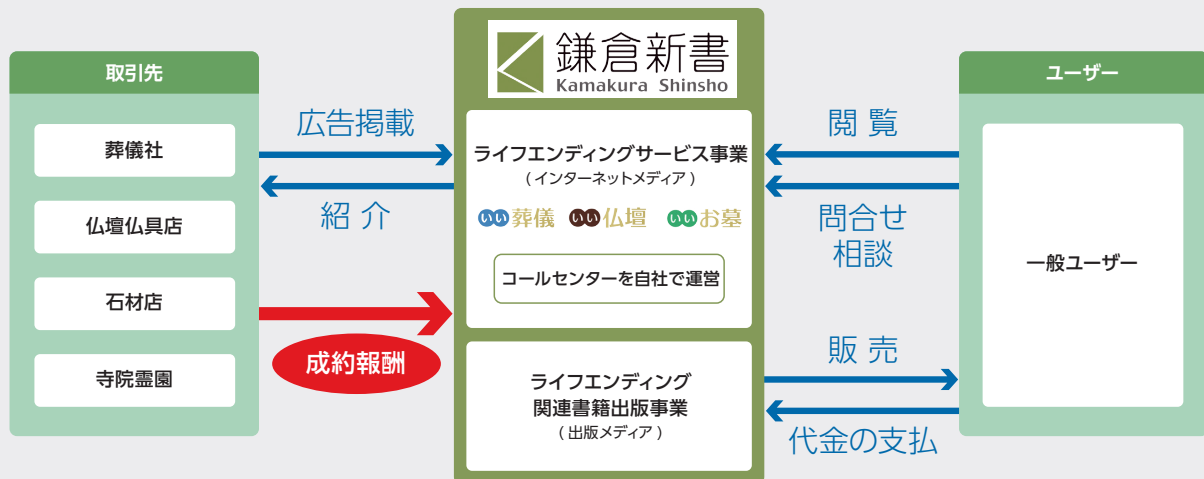 取引先
葬儀社
仏壇仏具店
石材店
寺院霊園
広告掲載
紹介
成約報酬
鎌倉新書
Kamakura Shinsho
ライフエンディングサービス事業
(インターネットメディア)
いい葬儀 いい仏壇 いいお墓
コールセンターを自社で運営
ライフエンディング
関連書籍出版事業
(出版メディア)
閲覧
問合せ
相談
販売
代金の支払
ユーザー
一般ユーザー